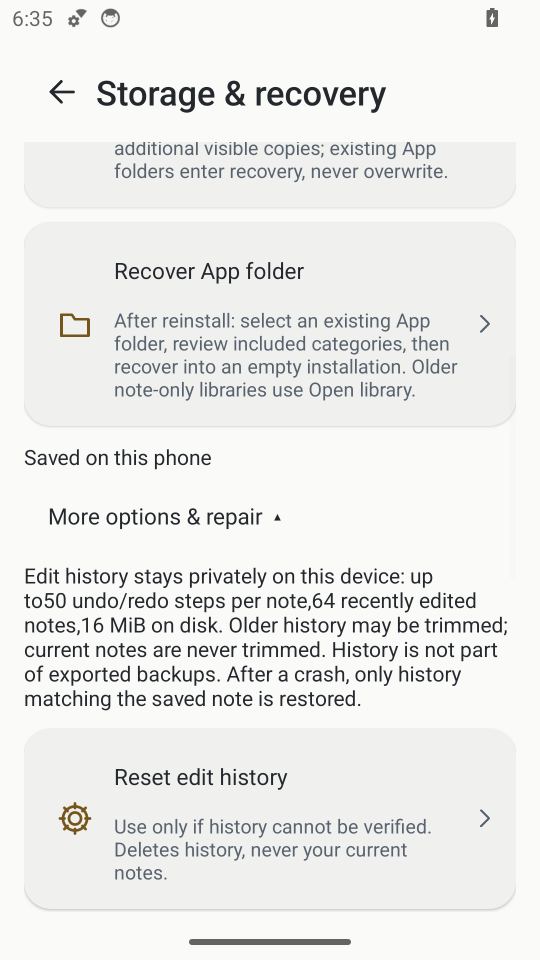 6:35
Storage & recovery
additional visible copies; existing App
folders enter recovery, never overwrite.
Recover App folder
After reinstall: select an existing App
folder, review included categories, then
recover into an empty installation. Older
note-only libraries use Open library.
Saved on this phone
More options & repair ▲
Edit history stays privately on this device: up
to50 undo/redo steps per note,64 recently edited
notes,16 MiB on disk. Older history may be trimmed;
current notes are never trimmed. History is not part
of exported backups. After a crash, only history
matching the saved note is restored.
Reset edit history
Use only if history cannot be verified.
Deletes history, never your current
notes.